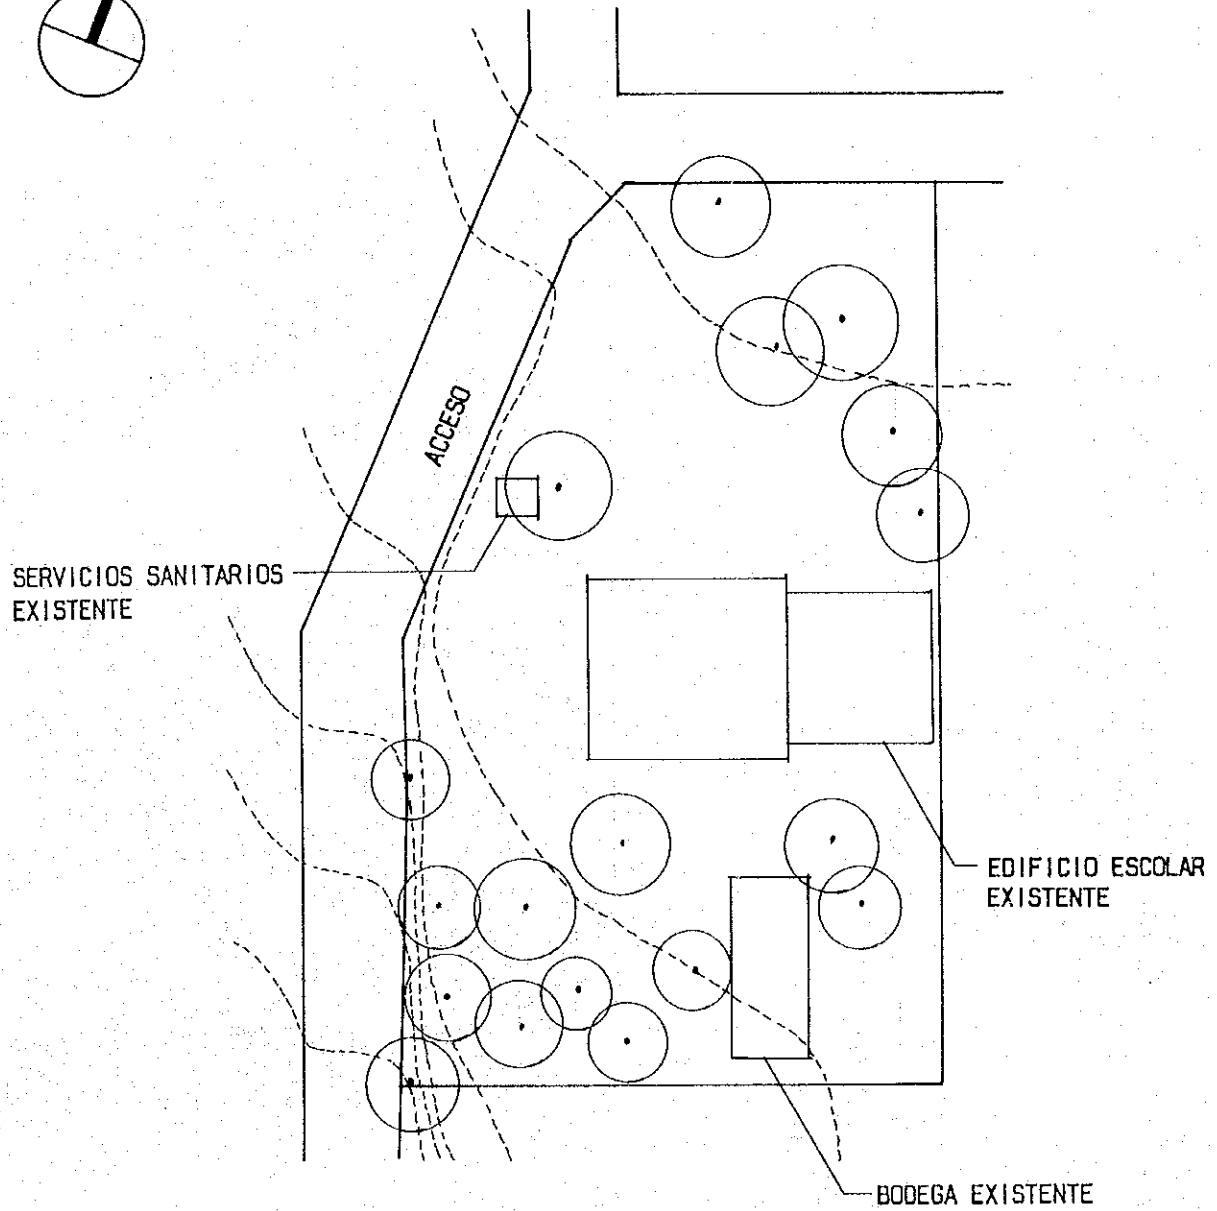 ACCESO
SERVICIOS SANITARIOS
EXISTENTE
EDIFICIO ESCOLAR
EXISTENTE
BODEGA EXISTENTE